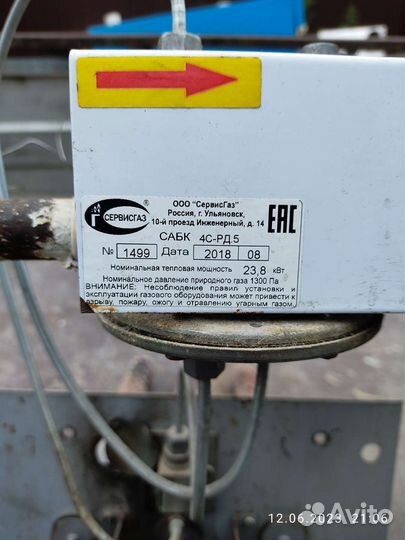 СЕРВИСГАЗ ®
ООО "СервисГаз"
Россия, г. Ульяновск,
10-й проезд Инженерный, д. 14
EAC
САБК 4С-РД.5
№ 1499 Дата 2018 08
Номинальная тепловая мощность 23,8 кВт
Номинальное давление природного газа 1300 Па
ВНИМАНИЕ: Несоблюдение правил установки и
эксплуатации газового оборудования может привести к
взрыву, пожару, ожогу и отравлению угарным газом.
12.06.2023 21:06
Avito